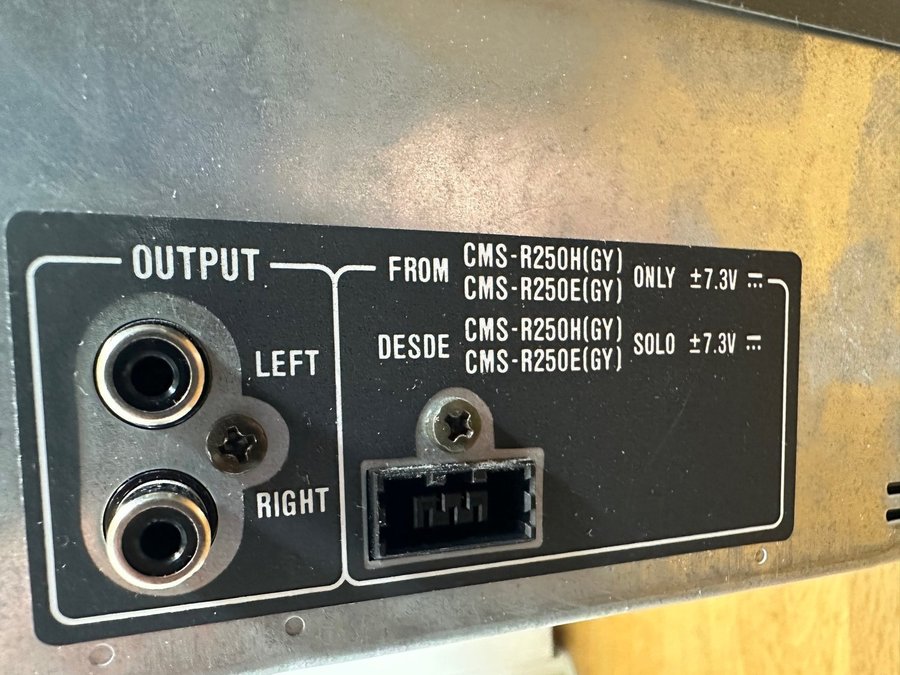 OUTPUT
LEFT
RIGHT
FROM CMS-R250H(GY) CMS-R250E(GY) ONLY ±7.3V ⎓
DESDE CMS-R250H(GY) CMS-R250E(GY) SOLO ±7.3V ⎓